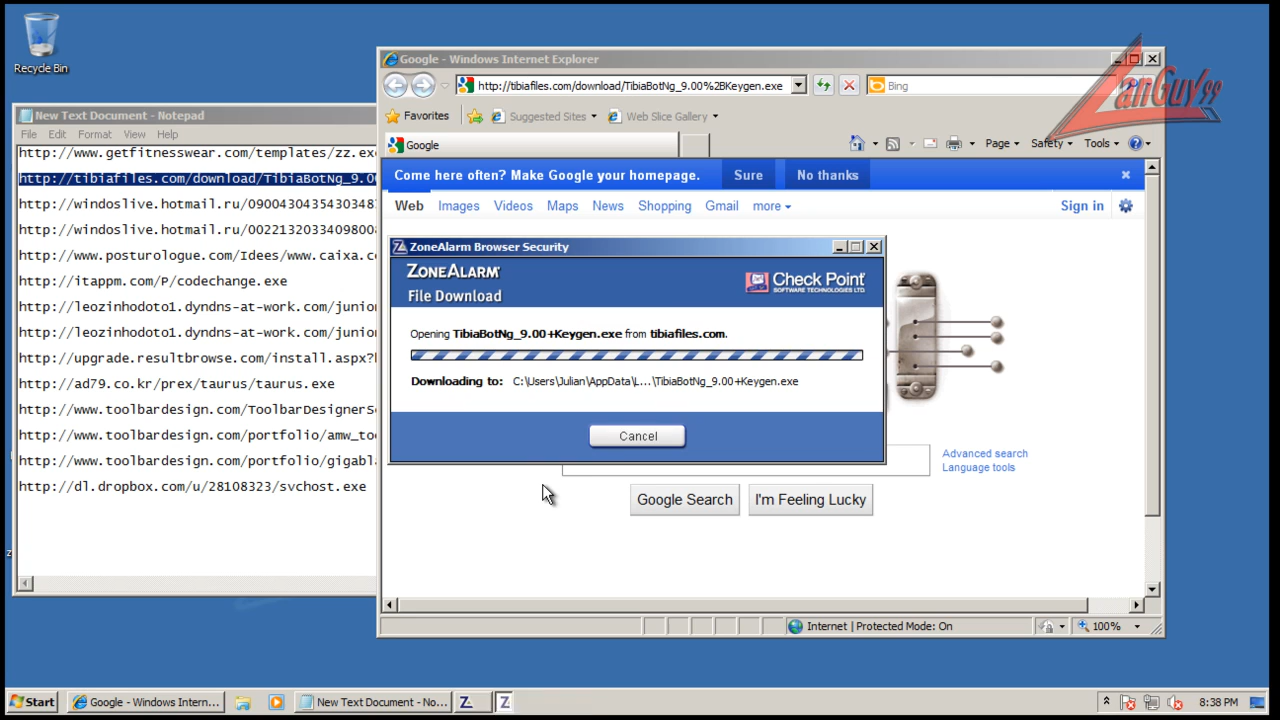 Recycle Bin
New Text Document - Notepad
File Edit Format View Help
http://www.getfitnesswear.com/templates/zz.exe
http://tibiafiles.com/download/TibiaBotNg_9.00
http://windoslive.hotmail.ru/0900430435430348
http://windoslive.hotmail.ru/0022132033409800
http://www.posturologue.com/Idees/www.caixa.c
http://itappm.com/P/codechange.exe
http://leozinhodoto1.dyndns-at-work.com/junio
http://leozinhodoto1.dyndns-at-work.com/junio
http://upgrade.resultbrowse.com/install.aspx?
http://ad79.co.kr/prex/taurus/taurus.exe
http://www.toolbardesign.com/ToolBarDesignerS
http://www.toolbardesign.com/portfolio/amw_to
http://www.toolbardesign.com/portfolio/gigabl
http://dl.dropbox.com/u/28108323/svchost.exe
Google - Windows Internet Explorer
http://tibiafiles.com/download/TibiaBotNg_9.00%2BKeygen.exe
Bing
LanGuy99
Favorites Suggested Sites Web Slice Gallery
Google
Page Safety Tools
Come here often? Make Google your homepage. Sure No thanks
Web Images Videos Maps News Shopping Gmail more Sign in
ZoneAlarm Browser Security
ZONEALARM
Check Point
SOFTWARE TECHNOLOGIES LTD.
File Download
Opening TibiaBotNg_9.00+Keygen.exe from tibiafiles.com.
Downloading to: C:\Users\Julian\AppData\L...\TibiaBotNg_9.00+Keygen.exe
Cancel
Advanced search
Language tools
Google Search I'm Feeling Lucky
Internet | Protected Mode: On 100%
Start Google - Windows Intern... New Text Document - No... 8:38 PM